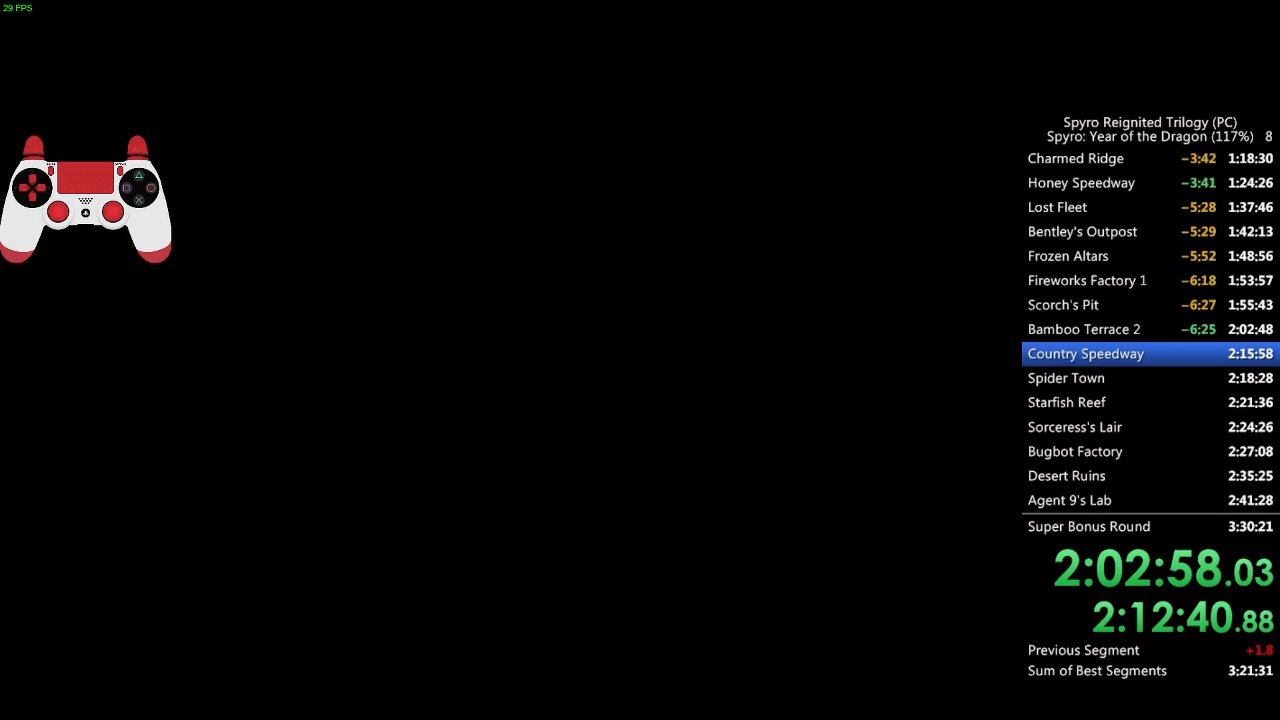 29 FPS
Spyro Reignited Trilogy (PC)
Spyro: Year of the Dragon (117%) 8
Charmed Ridge −3:42 1:18:30
Honey Speedway −3:41 1:24:26
Lost Fleet −5:28 1:37:46
Bentley's Outpost −5:29 1:42:13
Frozen Altars −5:52 1:48:56
Fireworks Factory 1 −6:18 1:53:57
Scorch's Pit −6:27 1:55:43
Bamboo Terrace 2 −6:25 2:02:48
Country Speedway 2:15:58
Spider Town 2:18:28
Starfish Reef 2:21:36
Sorceress's Lair 2:24:26
Bugbot Factory 2:27:08
Desert Ruins 2:35:25
Agent 9's Lab 2:41:28
Super Bonus Round 3:30:21
2:02:58.03
2:12:40.88
Previous Segment +1.8
Sum of Best Segments 3:21:31